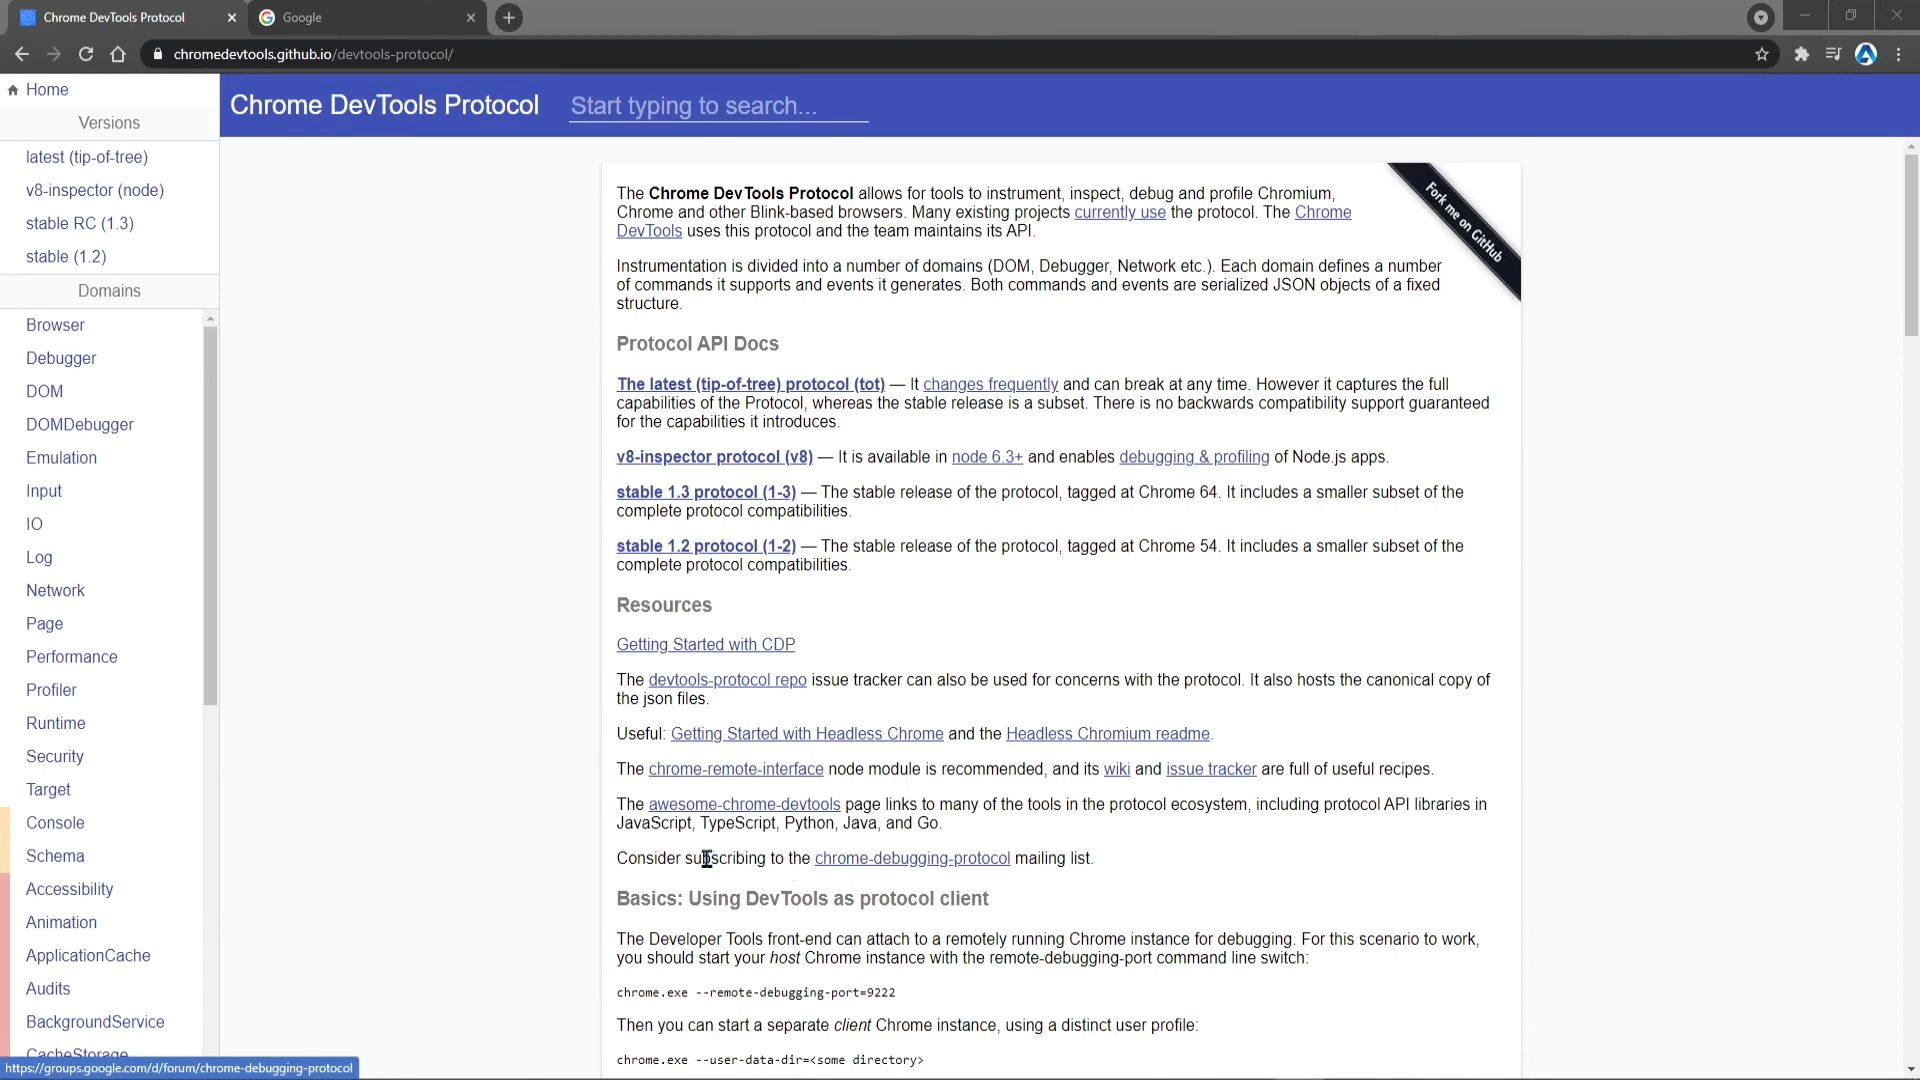 Chrome DevTools Protocol
Google
chromedevtools.github.io/devtools-protocol/
Home
Versions
latest (tip-of-tree)
v8-inspector (node)
stable RC (1.3)
stable (1.2)
Domains
Browser
Debugger
DOM
DOMDebugger
Emulation
Input
IO
Log
Network
Page
Performance
Profiler
Runtime
Security
Target
Console
Schema
Accessibility
Animation
ApplicationCache
Audits
BackgroundService
CacheStorage
https://groups.google.com/d/forum/chrome-debugging-protocol
Chrome DevTools Protocol
Start typing to search...
Fork me on GitHub
The Chrome DevTools Protocol allows for tools to instrument, inspect, debug and profile Chromium,
Chrome and other Blink-based browsers. Many existing projects currently use the protocol. The Chrome
DevTools uses this protocol and the team maintains its API.
Instrumentation is divided into a number of domains (DOM, Debugger, Network etc.). Each domain defines a number
of commands it supports and events it generates. Both commands and events are serialized JSON objects of a fixed
structure.
Protocol API Docs
The latest (tip-of-tree) protocol (tot) — It changes frequently and can break at any time. However it captures the full
capabilities of the Protocol, whereas the stable release is a subset. There is no backwards compatibility support guaranteed
for the capabilities it introduces.
v8-inspector protocol (v8) — It is available in node 6.3+ and enables debugging & profiling of Node.js apps.
stable 1.3 protocol (1-3) — The stable release of the protocol, tagged at Chrome 64. It includes a smaller subset of the
complete protocol compatibilities.
stable 1.2 protocol (1-2) — The stable release of the protocol, tagged at Chrome 54. It includes a smaller subset of the
complete protocol compatibilities.
Resources
Getting Started with CDP
The devtools-protocol repo issue tracker can also be used for concerns with the protocol. It also hosts the canonical copy of
the json files.
Useful: Getting Started with Headless Chrome and the Headless Chromium readme.
The chrome-remote-interface node module is recommended, and its wiki and issue tracker are full of useful recipes.
The awesome-chrome-devtools page links to many of the tools in the protocol ecosystem, including protocol API libraries in
JavaScript, TypeScript, Python, Java, and Go.
Consider subscribing to the chrome-debugging-protocol mailing list.
Basics: Using DevTools as protocol client
The Developer Tools front-end can attach to a remotely running Chrome instance for debugging. For this scenario to work,
you should start your host Chrome instance with the remote-debugging-port command line switch:
chrome.exe --remote-debugging-port=9222
Then you can start a separate client Chrome instance, using a distinct user profile:
chrome.exe --user-data-dir=<some directory>